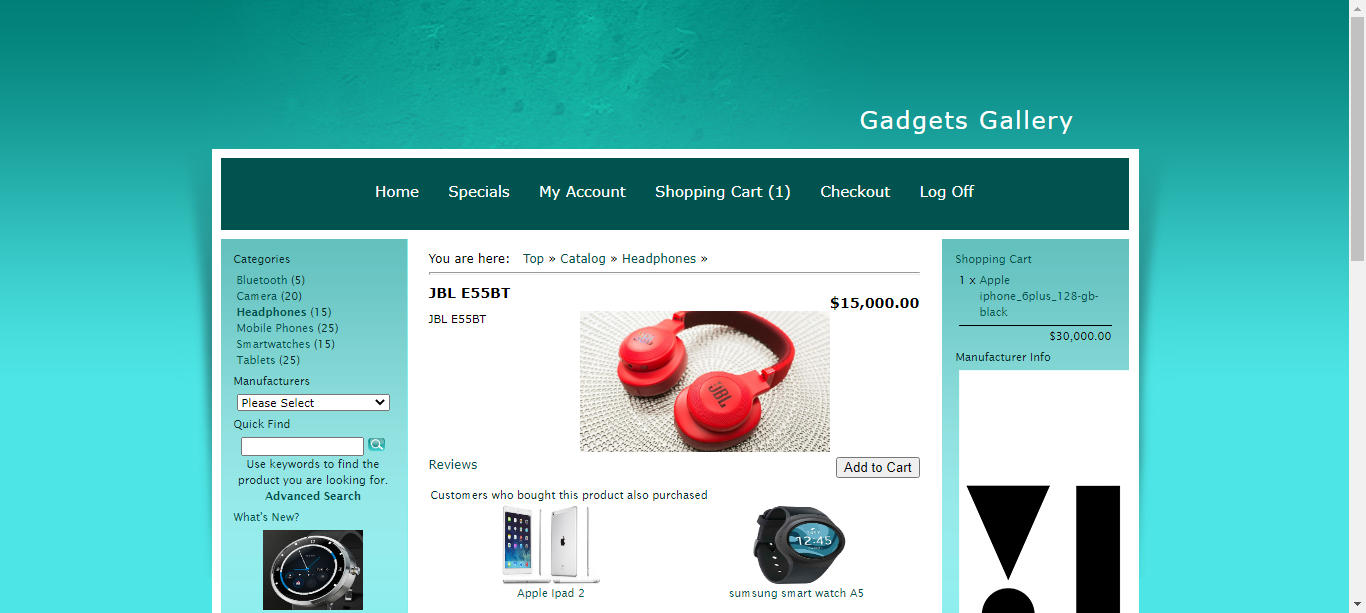 Gadgets Gallery
Home Specials My Account Shopping Cart (1) Checkout Log Off
Categories
Bluetooth (5)
Camera (20)
Headphones (15)
Mobile Phones (25)
Smartwatches (15)
Tablets (25)
Manufacturers
Please Select
Quick Find
Use keywords to find the
product you are looking for.
Advanced Search
What's New?
You are here: Top » Catalog » Headphones »
JBL E55BT
$15,000.00
JBL E55BT
JBL
Reviews
Add to Cart
Customers who bought this product also purchased
12:45
Apple Ipad 2
sumsung smart watch A5
Shopping Cart
1 x Apple
iphone_6plus_128-gb-
black
$30,000.00
Manufacturer Info